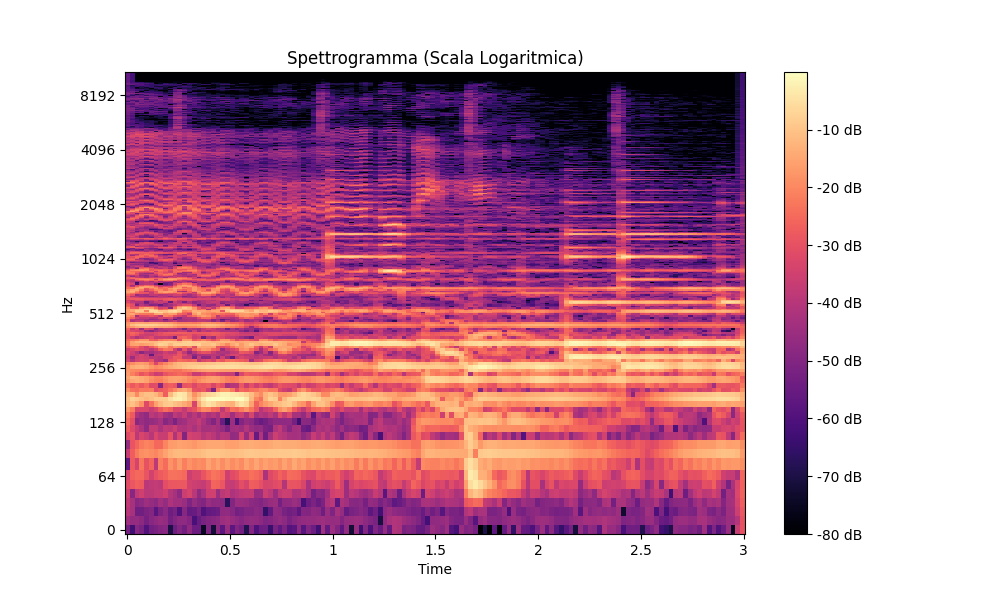 Spettrogramma (Scala Logaritmica)
8192
4096
2048
1024
512
256
128
64
0
Hz
0
0.5
1
1.5
2
2.5
3
Time
-10 dB
-20 dB
-30 dB
-40 dB
-50 dB
-60 dB
-70 dB
-80 dB